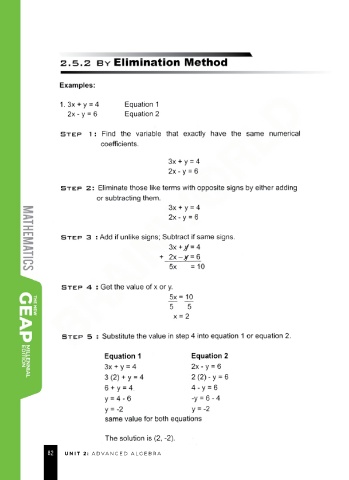 2.5.2 By Elimination Method
Examples:
1. 3x + y = 4 Equation 1
2x - y = 6 Equation 2
Step 1: Find the variable that exactly have the same numerical
coefficients.
3x + y = 4
2x - y = 6
Step 2: Eliminate those like terms with opposite signs by either adding
or subtracting them.
3x + y = 4
2x - y = 6
Step 3 : Add if unlike signs; Subtract if same signs.
3x + y = 4
+ 2x – y = 6
5x = 10
Step 4 : Get the value of x or y.
5x = 10
5 5
x = 2
Step 5 : Substitute the value in step 4 into equation 1 or equation 2.
Equation 1 Equation 2
3x + y = 4 2x - y = 6
3 (2) + y = 4 2 (2) - y = 6
6 + y = 4 4 - y = 6
y = 4 - 6 -y = 6 - 4
y = -2 y = -2
same value for both equations
The solution is (2, -2).
82 UNIT 2: ADVANCED ALGEBRA
MATHEMATICS
THE NEW
GEAP
MILLENNIAL
EDITION